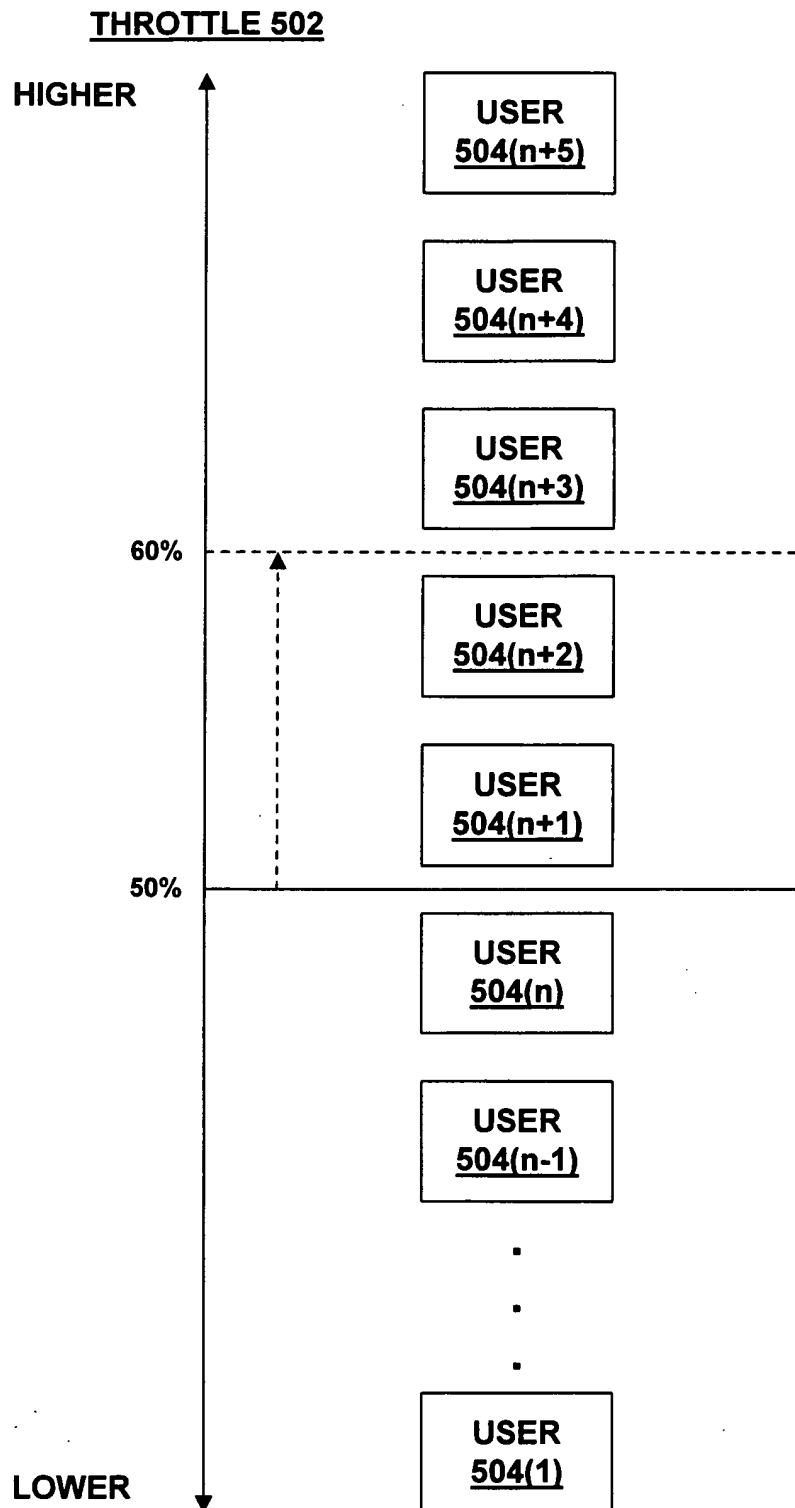 THROTTLE 502
HIGHER
USER
504(n+5)
USER
504(n+4)
USER
504(n+3)
60%
USER
504(n+2)
USER
504(n+1)
50%
USER
504(n)
USER
504(n-1)
USER
504(1)
LOWER